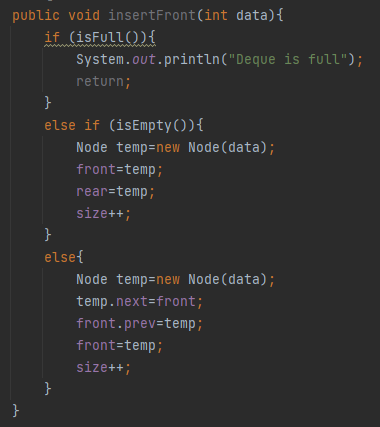 public void insertFront(int data){
    if (isFull()){
        System.out.println("Deque is full");
        return;
    }
    else if (isEmpty()){
        Node temp=new Node(data);
        front=temp;
        rear=temp;
        size++;
    }
    else{
        Node temp=new Node(data);
        temp.next=front;
        front.prev=temp;
        front=temp;
        size++;
    }
}